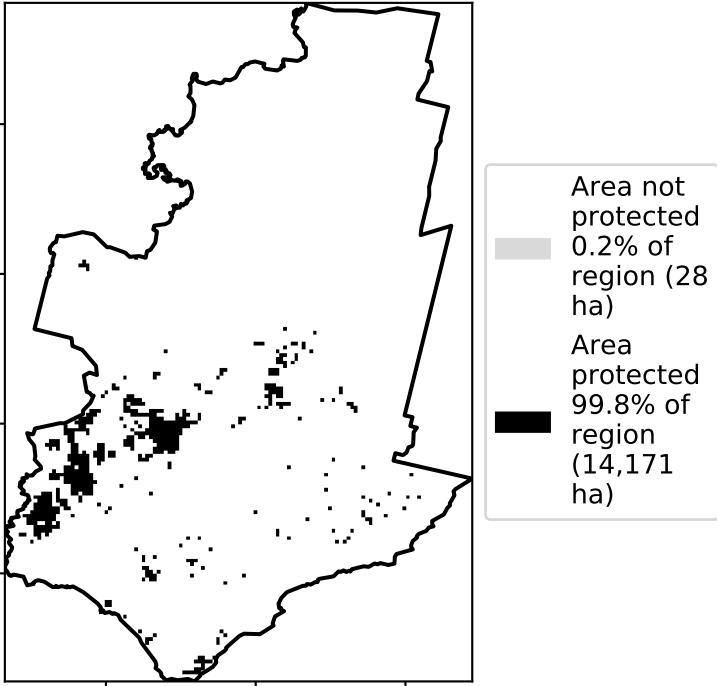 Area not
protected
0.2% of
region (28
ha)
Area
protected
99.8% of
region
(14,171
ha)